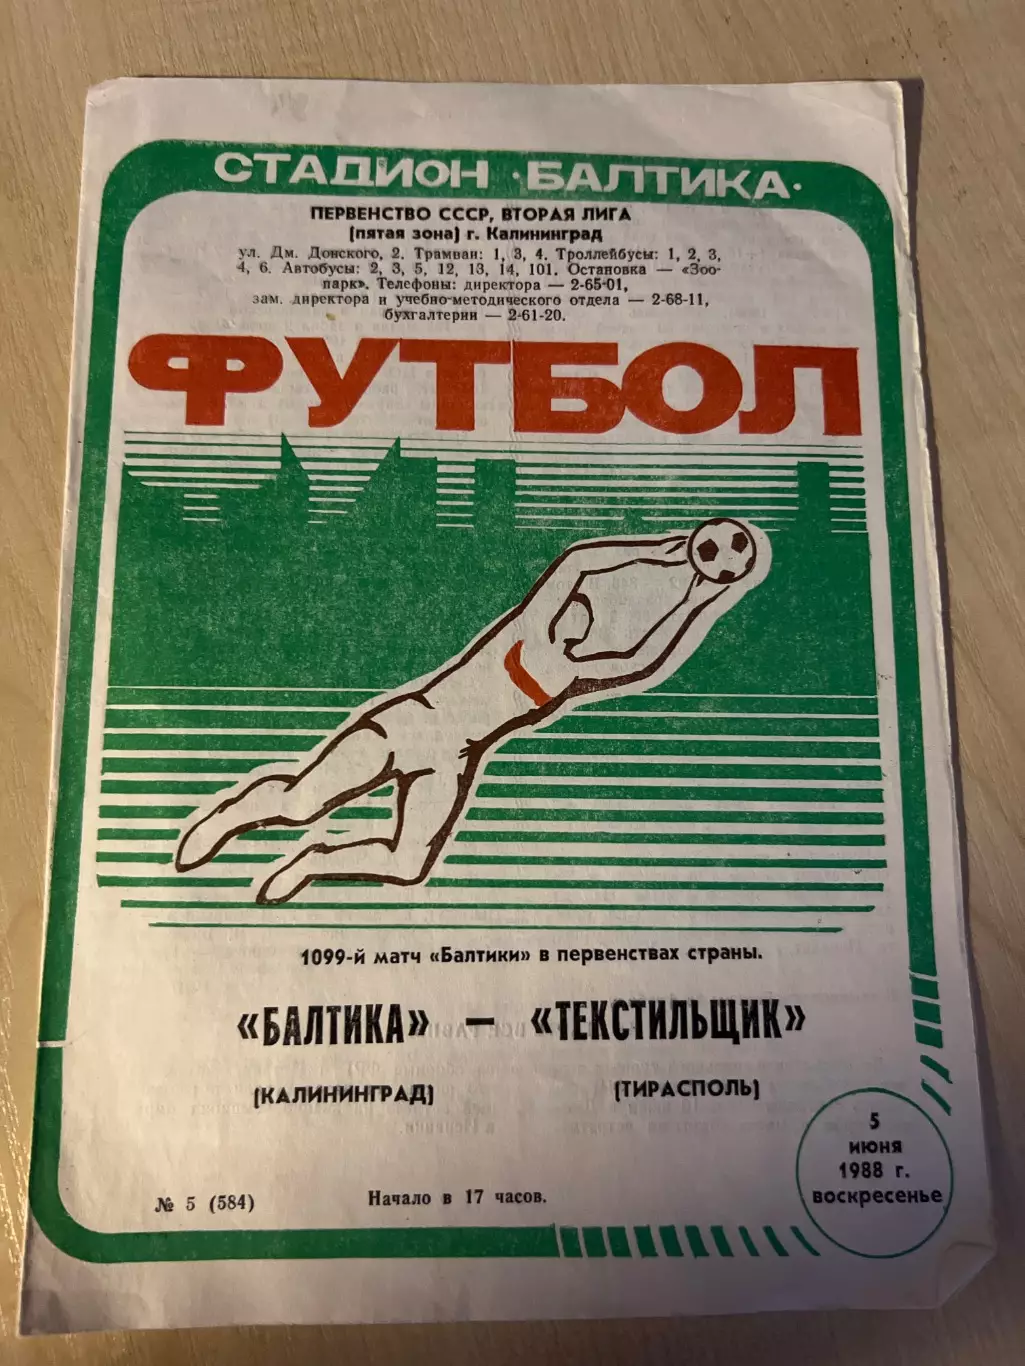 СТАДИОН ·БАЛТИКА·
ПЕРВЕНСТВО СССР, ВТОРАЯ ЛИГА
(пятая зона) г. Калининград
ул. Дм. Донского, 2. Трамваи: 1, 3, 4. Троллейбусы: 1, 2, 3,
4, 6. Автобусы: 2, 3, 5, 12, 13, 14, 101. Остановка — «Зоо-
парк». Телефоны: директора — 2-65-01,
зам. директора и учебно-методического отдела — 2-68-11,
бухгалтерии — 2-61-20.
ФУТБОЛ
1099-й матч «Балтики» в первенствах страны.
«БАЛТИКА» — «ТЕКСТИЛЬЩИК»
(КАЛИНИНГРАД) (ТИРАСПОЛЬ)
5
июня
1988 г.
воскресенье
№ 5 (584) Начало в 17 часов.